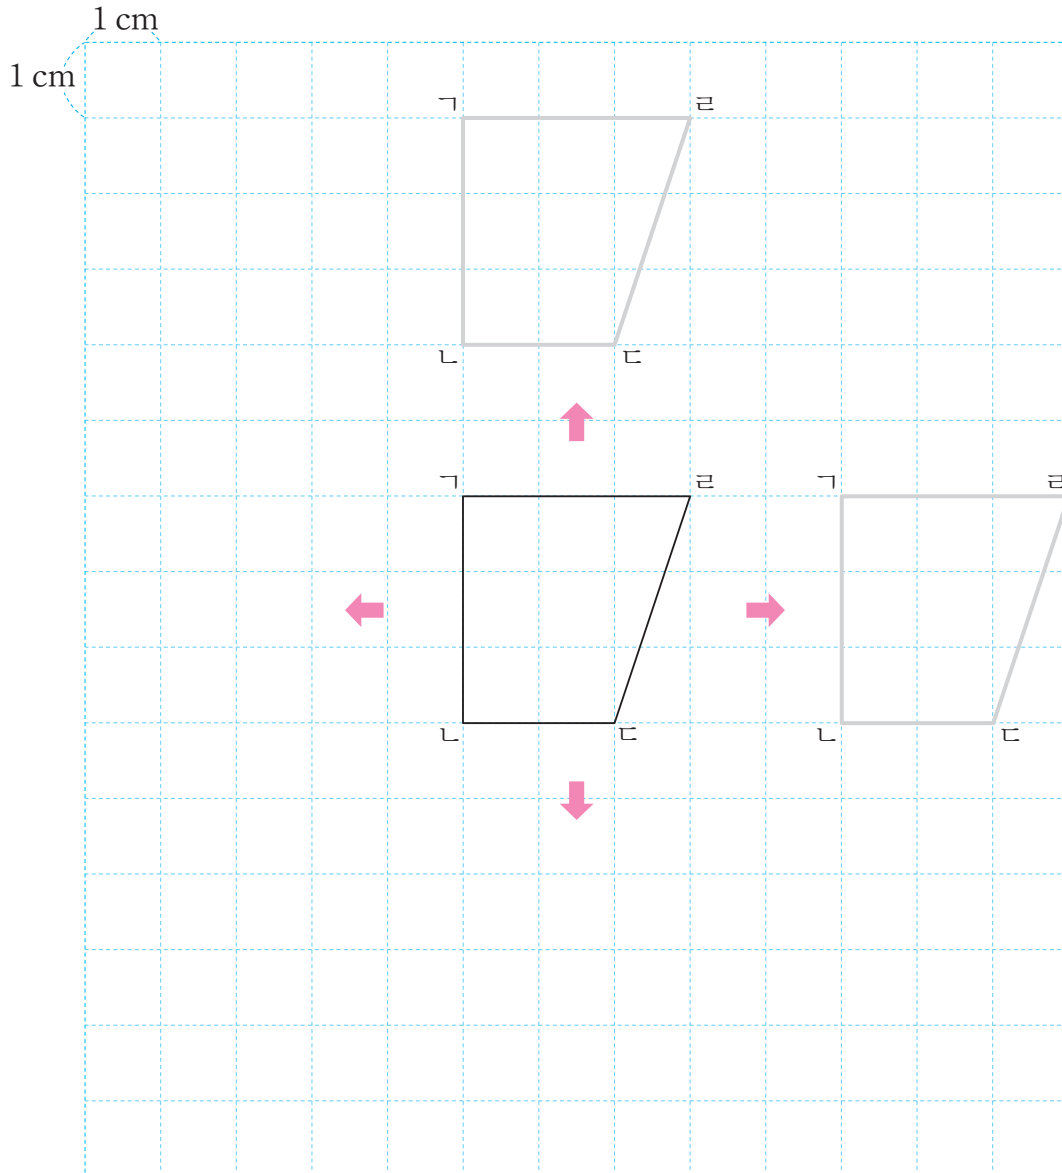 1 cm
1 cm
ㄱ ㄹ
ㄴ ㄷ
ㄱ ㄹ ㄱ ㄹ
ㄴ ㄷ ㄴ ㄷ